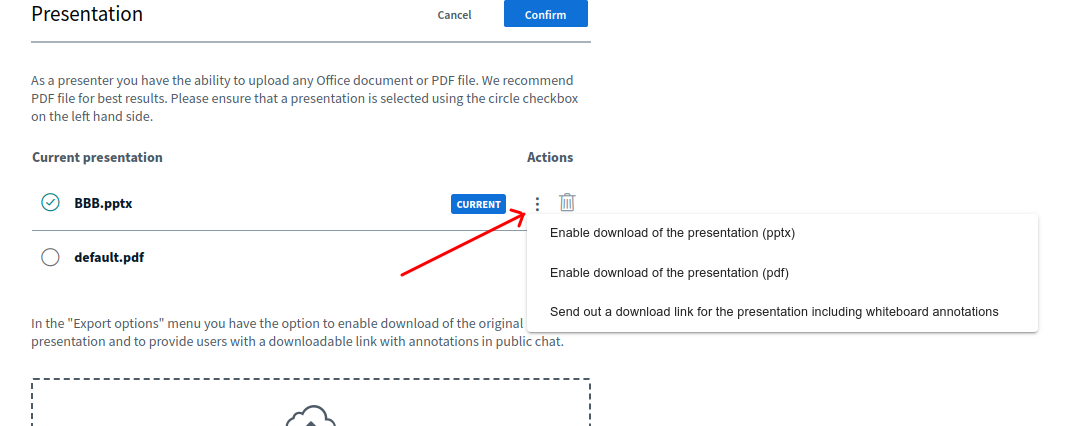 Presentation
Cancel
Confirm
As a presenter you have the ability to upload any Office document or PDF file. We recommend
PDF file for best results. Please ensure that a presentation is selected using the circle checkbox
on the left hand side.
Current presentation
Actions
BBB.pptx
CURRENT
default.pdf
Enable download of the presentation (pptx)
Enable download of the presentation (pdf)
Send out a download link for the presentation including whiteboard annotations
In the "Export options" menu you have the option to enable download of the original
presentation and to provide users with a downloadable link with annotations in public chat.